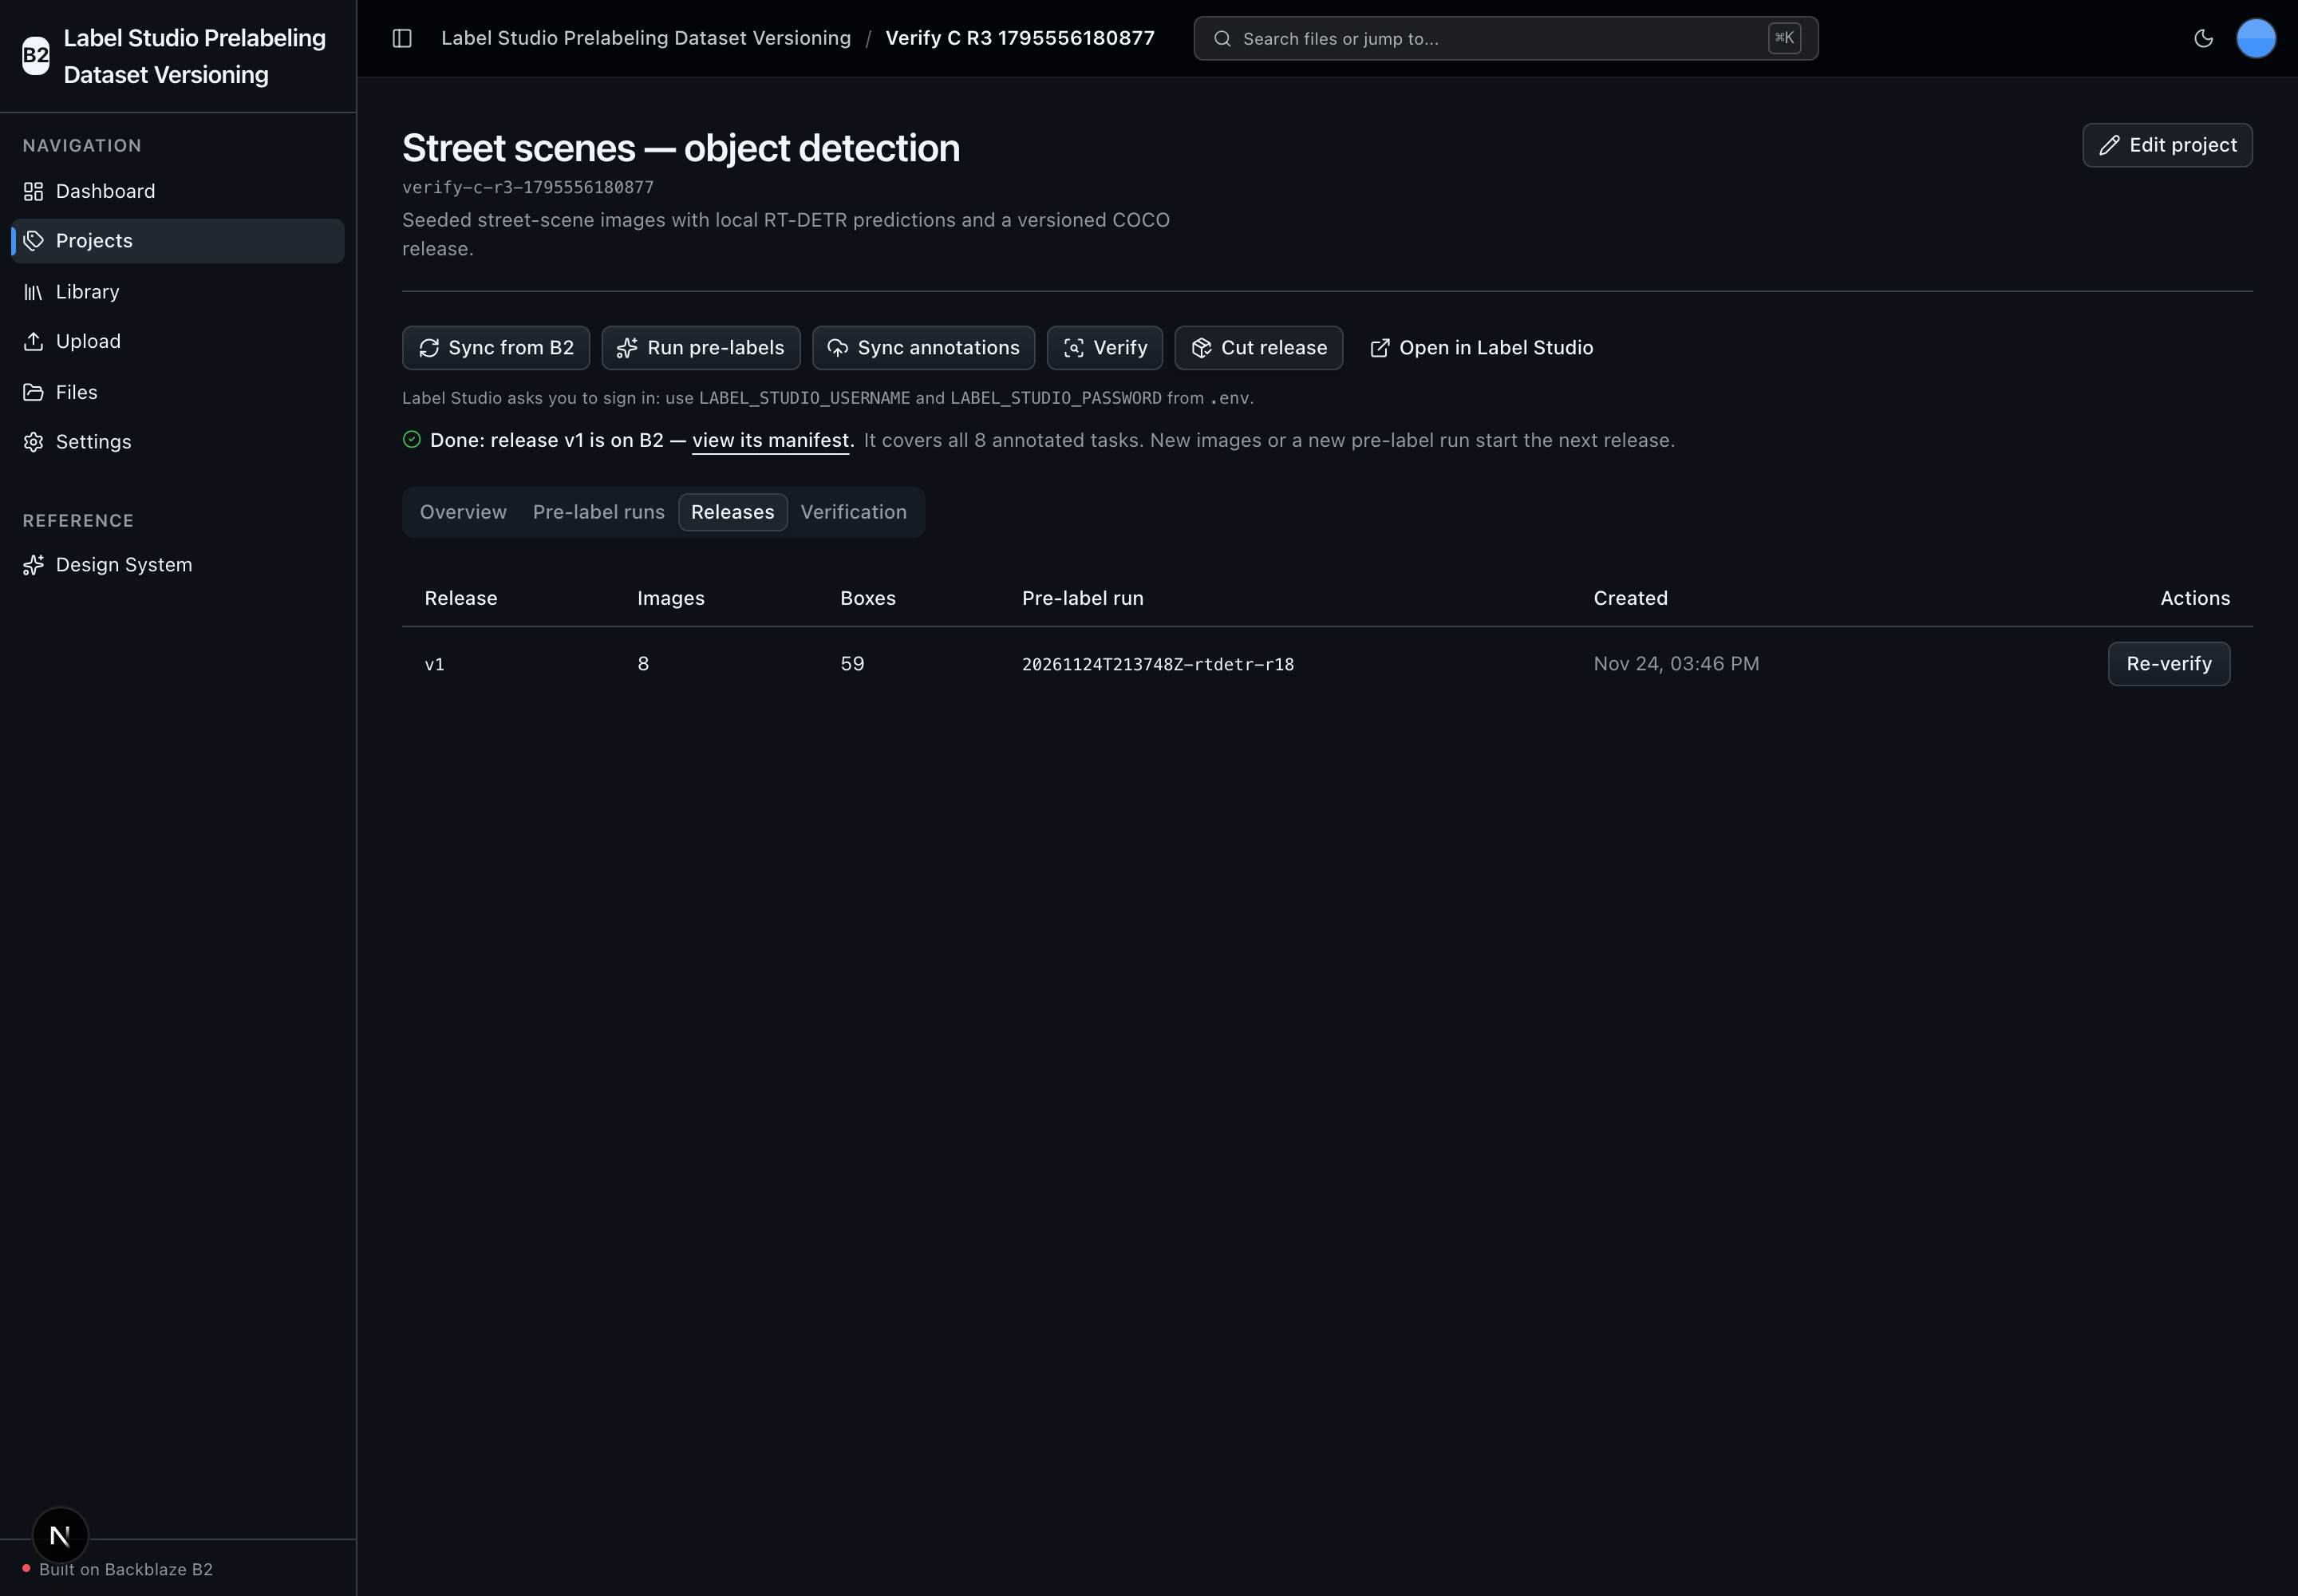 B2
Label Studio Prelabeling
Dataset Versioning
Label Studio Prelabeling Dataset Versioning / Verify C R3 1795556180877
Search files or jump to...
⌘K
NAVIGATION
Dashboard
Projects
Library
Upload
Files
Settings
REFERENCE
Design System
Street scenes — object detection
Edit project
verify-c-r3-1795556180877
Seeded street-scene images with local RT-DETR predictions and a versioned COCO
release.
Sync from B2
Run pre-labels
Sync annotations
Verify
Cut release
Open in Label Studio
Label Studio asks you to sign in: use LABEL_STUDIO_USERNAME and LABEL_STUDIO_PASSWORD from .env.
Done: release v1 is on B2 — view its manifest. It covers all 8 annotated tasks. New images or a new pre-label run start the next release.
Overview Pre-label runs Releases Verification
Release Images Boxes Pre-label run Created Actions
v1 8 59 20261124T213748Z-rtdetr-r18 Nov 24, 03:46 PM Re-verify
N
Built on Backblaze B2